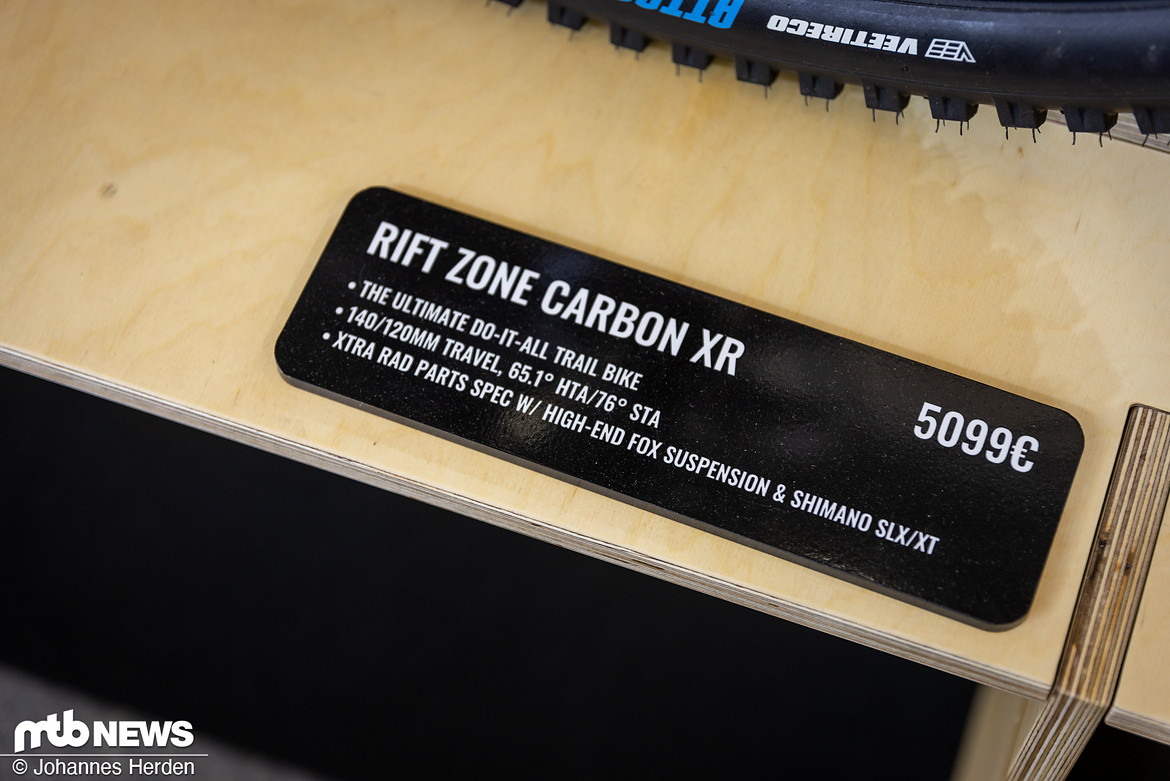 VEETIRECO VEE
RIFT ZONE CARBON XR
• THE ULTIMATE DO-IT-ALL TRAIL BIKE
• 140/120MM TRAVEL, 65.1° HTA/76° STA
• XTRA RAD PARTS SPEC W/ HIGH-END FOX SUSPENSION & SHIMANO SLX/XT
5099€
mtb NEWS
© Johannes Herden